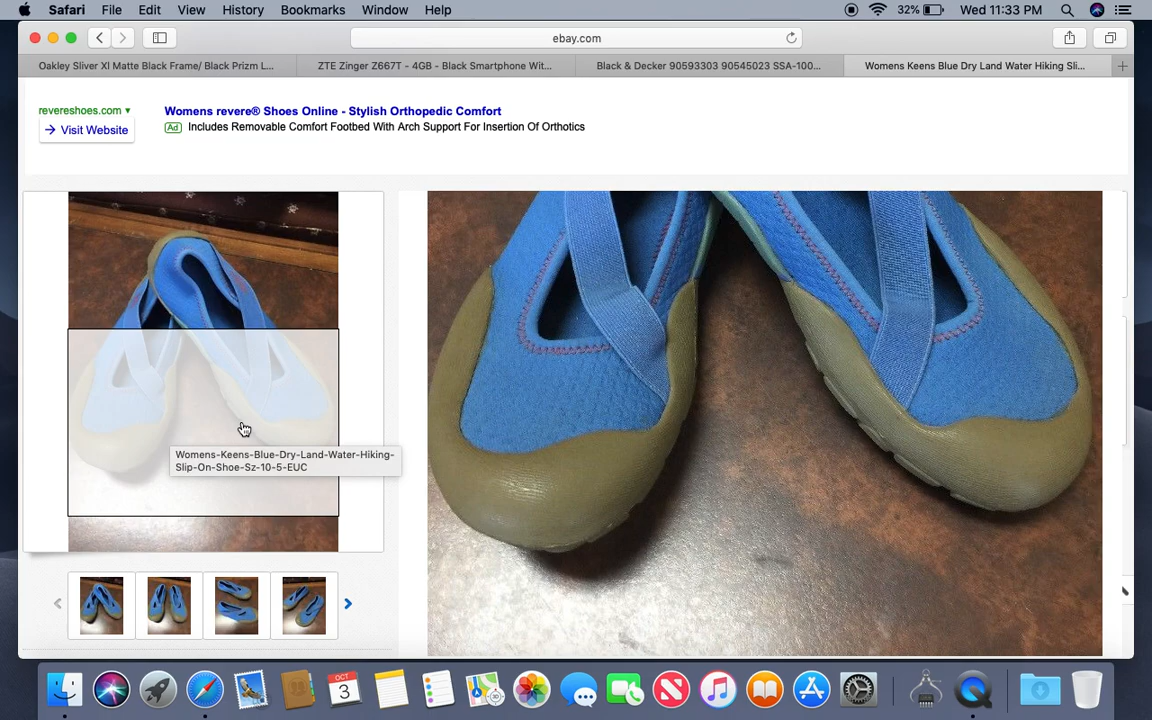 Safari File Edit View History Bookmarks Window Help 32% Wed 11:33 PM
ebay.com
Oakley Sliver Xl Matte Black Frame/ Black Prizm L... ZTE Zinger Z667T - 4GB - Black Smartphone Wit... Black & Decker 90593303 90545023 SSA-100... Womens Keens Blue Dry Land Water Hiking Sli...
revereshoes.com ▾ Womens revere® Shoes Online - Stylish Orthopedic Comfort
→ Visit Website Ad Includes Removable Comfort Footbed With Arch Support For Insertion Of Orthotics
Womens-Keens-Blue-Dry-Land-Water-Hiking-
Slip-On-Shoe-Sz-10-5-EUC
OCT
3
3D